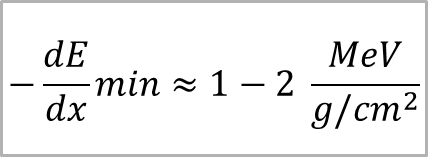 -dE/dx min ≈ 1 - 2 MeV/(g/cm²)